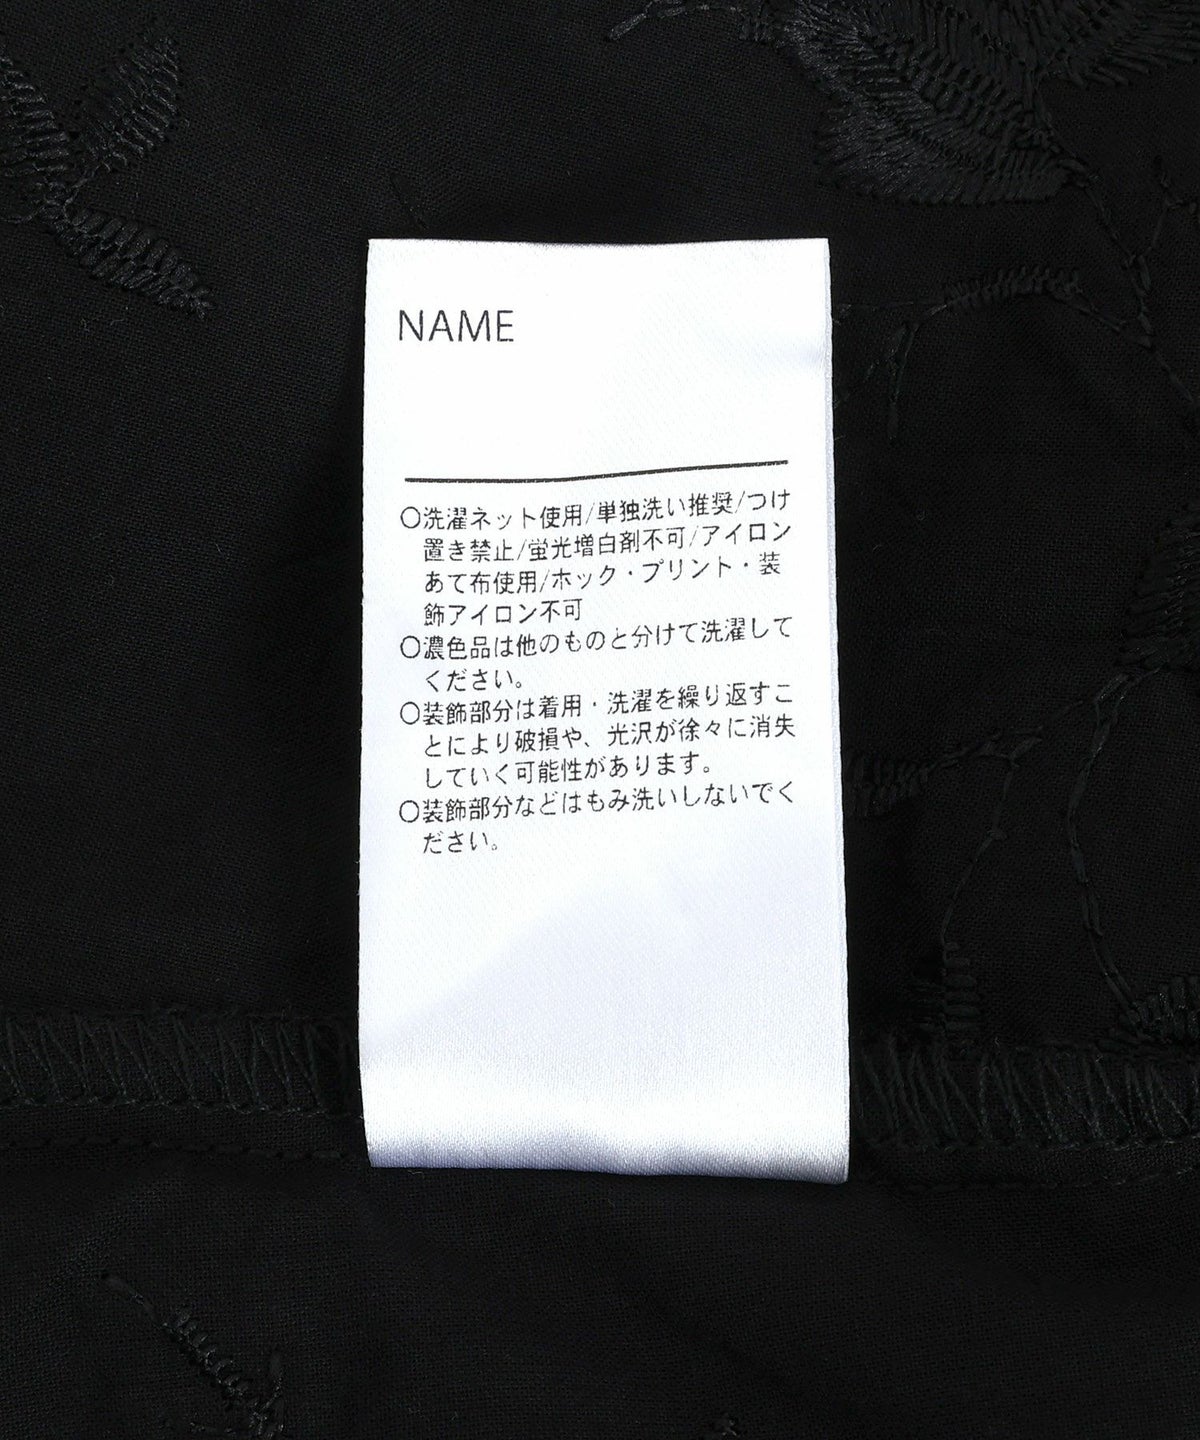 NAME
○洗濯ネット使用/単独洗い推奨/つけ
置き禁止/蛍光増白剤不可/アイロン
あて布使用/ホック・プリント・装
飾アイロン不可
○濃色品は他のものと分けて洗濯して
ください。
○装飾部分は着用・洗濯を繰り返すこ
とにより破損や、光沢が徐々に消失
していく可能性があります。
○装飾部分などはもみ洗いしないでく
ださい。